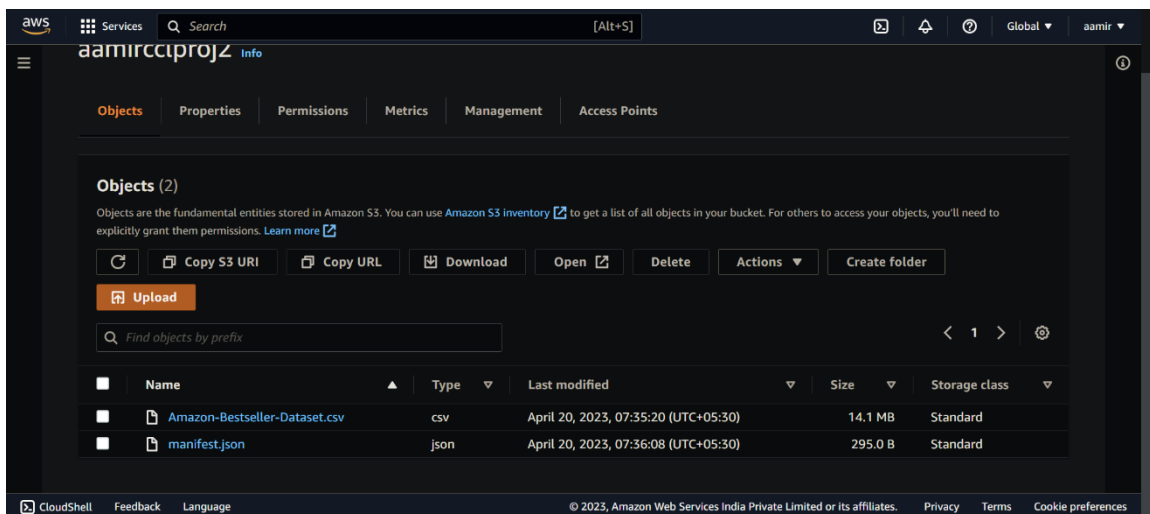 aws Services Search [Alt+S] Global ▼ aamir ▼
aamircclproj2 Info
Objects Properties Permissions Metrics Management Access Points
Objects (2)
Objects are the fundamental entities stored in Amazon S3. You can use Amazon S3 inventory to get a list of all objects in your bucket. For others to access your objects, you'll need to
explicitly grant them permissions. Learn more
Copy S3 URI Copy URL Download Open Delete Actions ▼ Create folder
Upload
Find objects by prefix 1
Name Type Last modified Size Storage class
Amazon-Bestseller-Dataset.csv csv April 20, 2023, 07:35:20 (UTC+05:30) 14.1 MB Standard
manifest.json json April 20, 2023, 07:36:08 (UTC+05:30) 295.0 B Standard
CloudShell Feedback Language © 2023, Amazon Web Services India Private Limited or its affiliates. Privacy Terms Cookie preferences